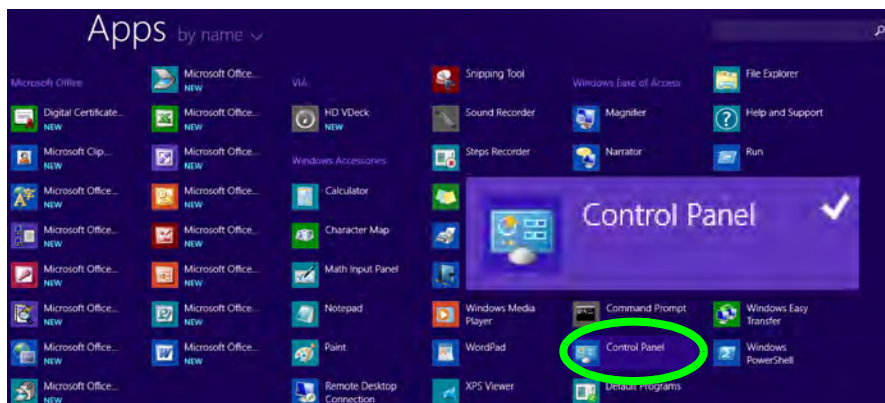 Apps by name
Microsoft Office
Digital Certificate...
NEW
Microsoft Clip...
NEW
Microsoft Office...
NEW
Microsoft Office...
NEW
Microsoft Office...
NEW
Microsoft Office...
NEW
Microsoft Office...
NEW
Microsoft Office...
NEW
Microsoft Office...
NEW
Microsoft Office...
NEW
Microsoft Office...
NEW
Microsoft Office...
NEW
Microsoft Office...
NEW
Microsoft Office...
NEW
Microsoft Office...
NEW
Microsoft Office...
NEW
Microsoft Office...
NEW
VIA
HD VDeck
NEW
Windows Accessories
Calculator
Character Map
Math Input Panel
Notepad
Paint
Remote Desktop
Connection
Snipping Tool
Sound Recorder
Steps Recorder
Windows Media
Player
WordPad
XPS Viewer
Windows Ease of Access
Magnifier
Narrator
Control Panel
Command Prompt
Control Panel
Default Programs
File Explorer
Help and Support
Run
Windows Easy
Transfer
Windows
PowerShell